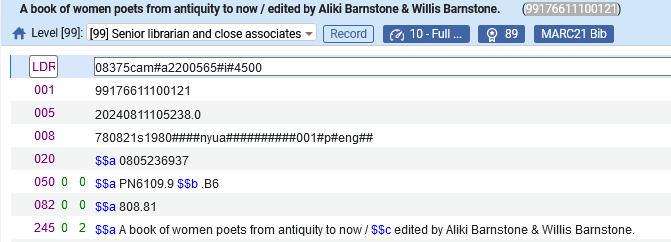 A book of women poets from antiquity to now / edited by Aliki Barnstone & Willis Barnstone. (99176611100121)
Level [99]: [99] Senior librarian and close associates Record 10 - Full ... 89 MARC21 Bib
LDR 08375cam#a2200565#i#4500
001 99176611100121
005 20240811105238.0
008 780821s1980####nyua##########001#p#eng##
020 $$a 0805236937
050 0 0 $$a PN6109.9 $$b .B6
082 0 0 $$a 808.81
245 0 2 $$a A book of women poets from antiquity to now / $$c edited by Aliki Barnstone & Willis Barnstone.